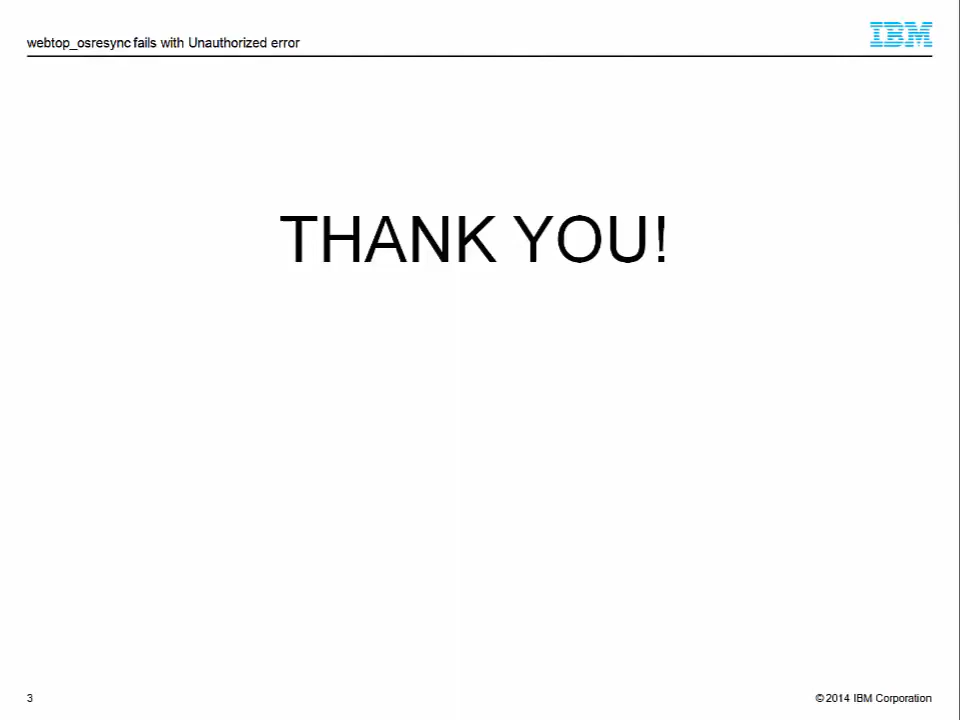 webtop_osresync fails with Unauthorized error
IBM
THANK YOU!
3
© 2014 IBM Corporation